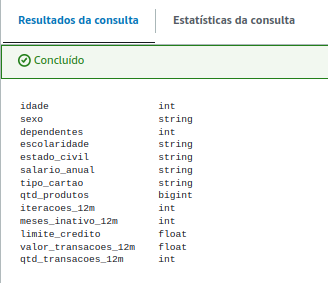 Resultados da consulta
Estatísticas da consulta
Concluído
idade int
sexo string
dependentes int
escolaridade string
estado_civil string
salario_anual string
tipo_cartao string
qtd_produtos bigint
iteracoes_12m int
meses_inativo_12m int
limite_credito float
valor_transacoes_12m float
qtd_transacoes_12m int